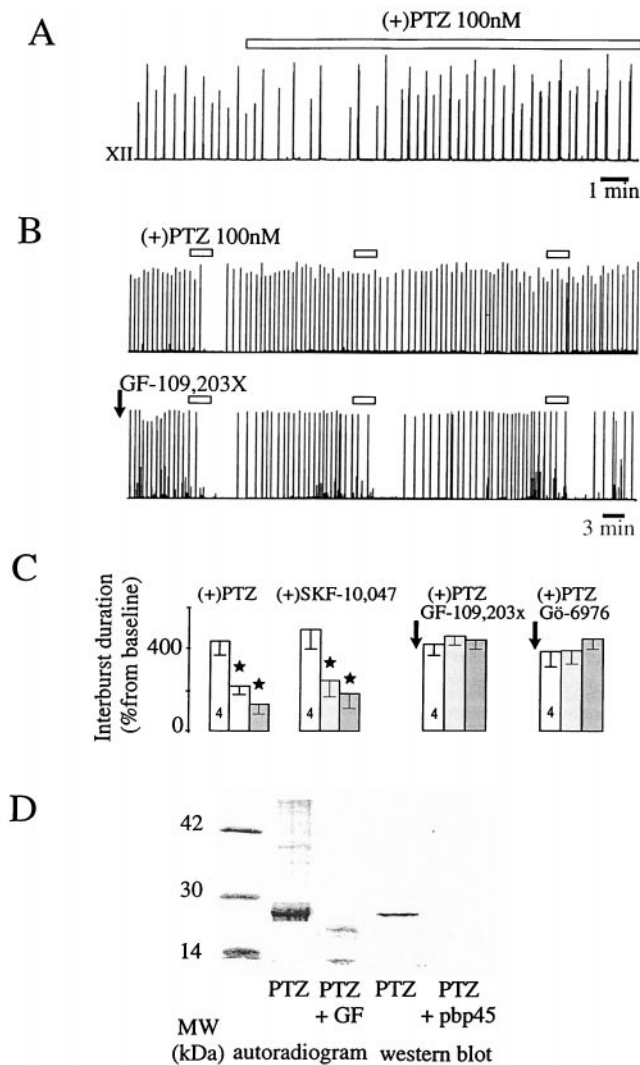 A
(+)PTZ 100nM
XII
1 min
B
(+)PTZ 100nM
GF-109,203X
3 min
C
Interburst duration
(%from baseline)
400
0
(+)PTZ
4
(+)SKF-10,047
4
(+)PTZ
GF-109,203x
4
(+)PTZ
Gö-6976
4
D
42
30
14
MW
(kDa)
PTZ
PTZ
+ GF
PTZ
PTZ
+ pbp45
autoradiogram
western blot